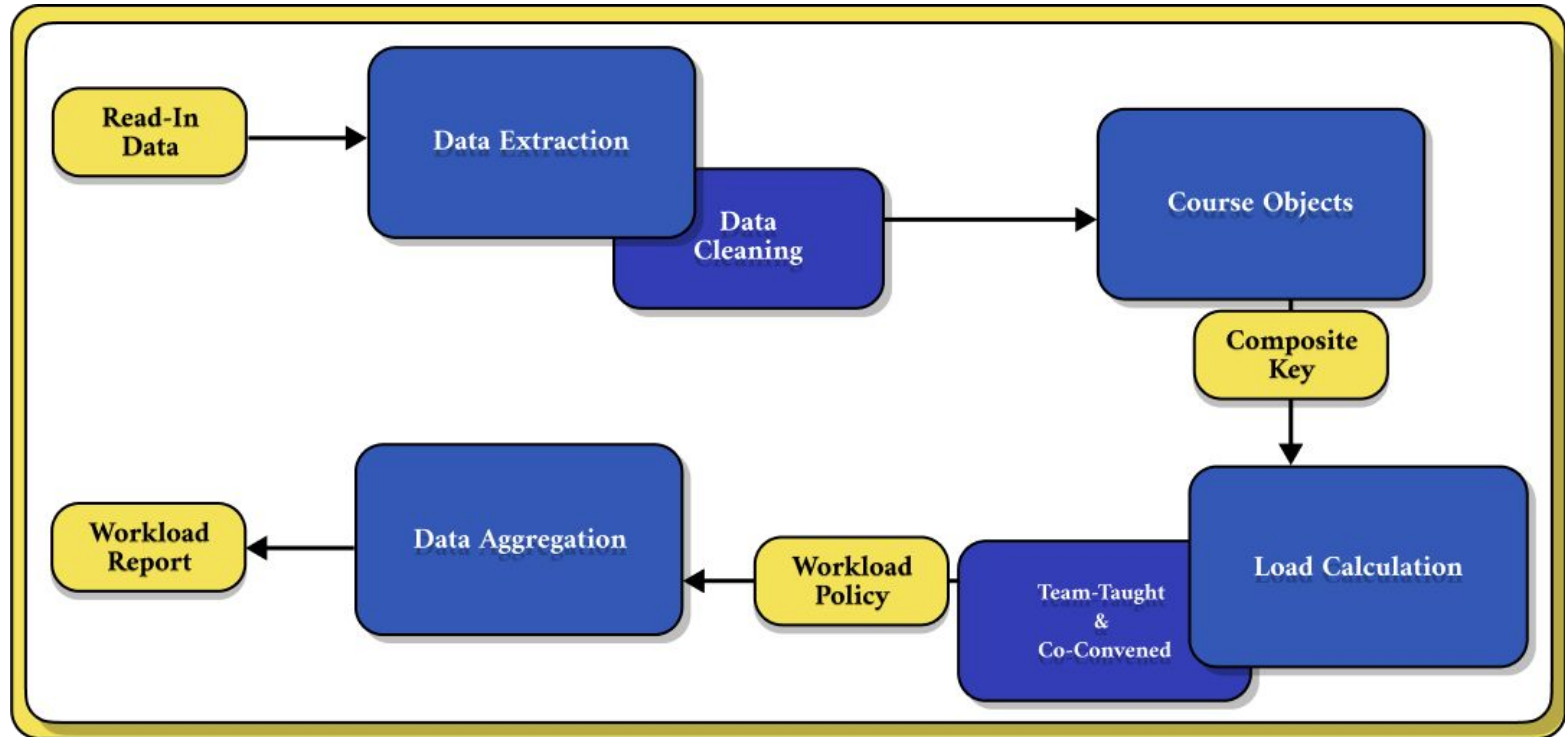 Read-In
Data
Data Extraction
Data
Cleaning
Course Objects
Composite
Key
Load Calculation
Team-Taught
&
Co-Convened
Workload
Policy
Data Aggregation
Workload
Report